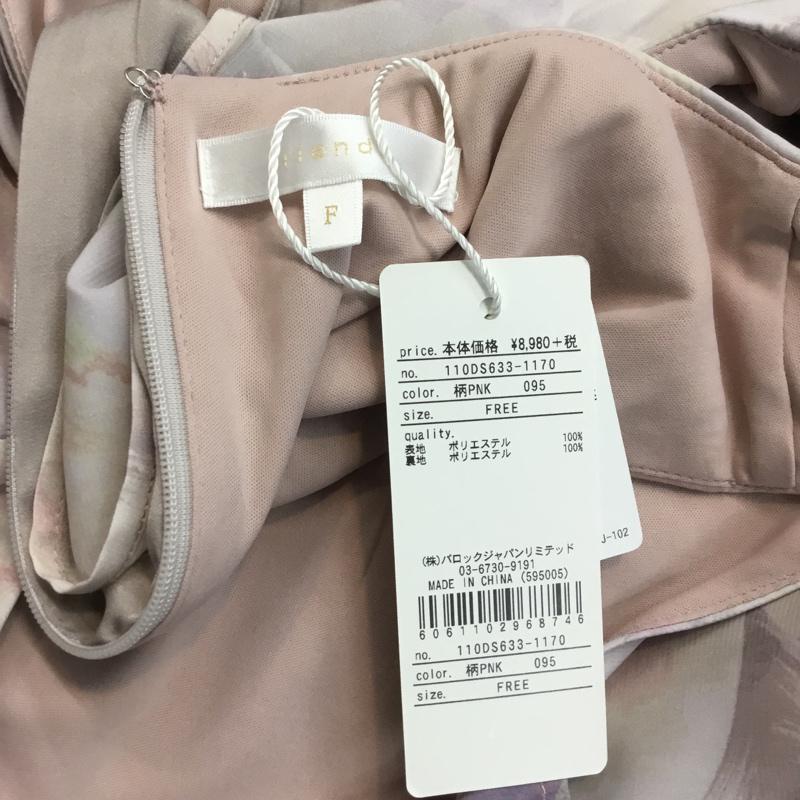 F
price. 本体価格 ¥8,980+税
no. 110DS633-1170
color. 柄PNK 095
size. FREE
quality.
表地 ポリエステル 100%
裏地 ポリエステル 100%
J-102
(株)バロックジャパンリミテッド
03-6730-9191
MADE IN CHINA (595005)
6061102968746
no. 110DS633-1170
color. 柄PNK 095
size. FREE